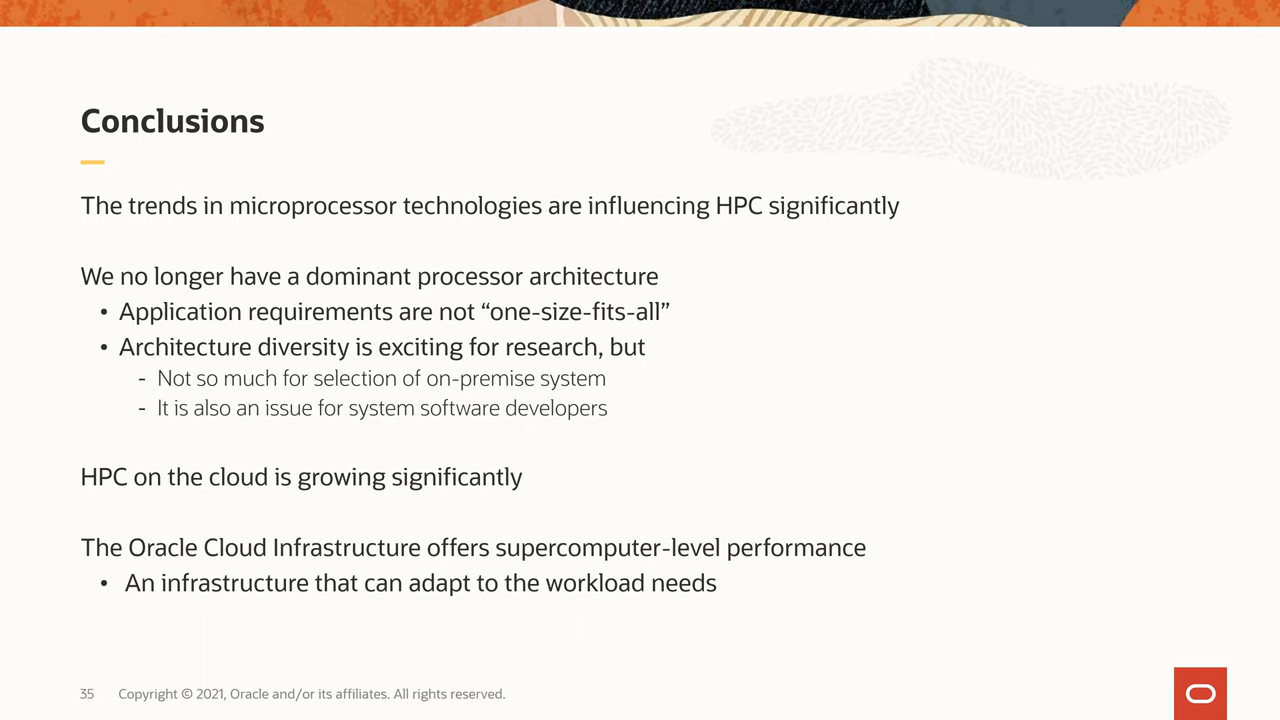 Conclusions
The trends in microprocessor technologies are influencing HPC significantly
We no longer have a dominant processor architecture
• Application requirements are not “one-size-fits-all”
• Architecture diversity is exciting for research, but
- Not so much for selection of on-premise system
- It is also an issue for system software developers
HPC on the cloud is growing significantly
The Oracle Cloud Infrastructure offers supercomputer-level performance
• An infrastructure that can adapt to the workload needs
35 Copyright © 2021, Oracle and/or its affiliates. All rights reserved.